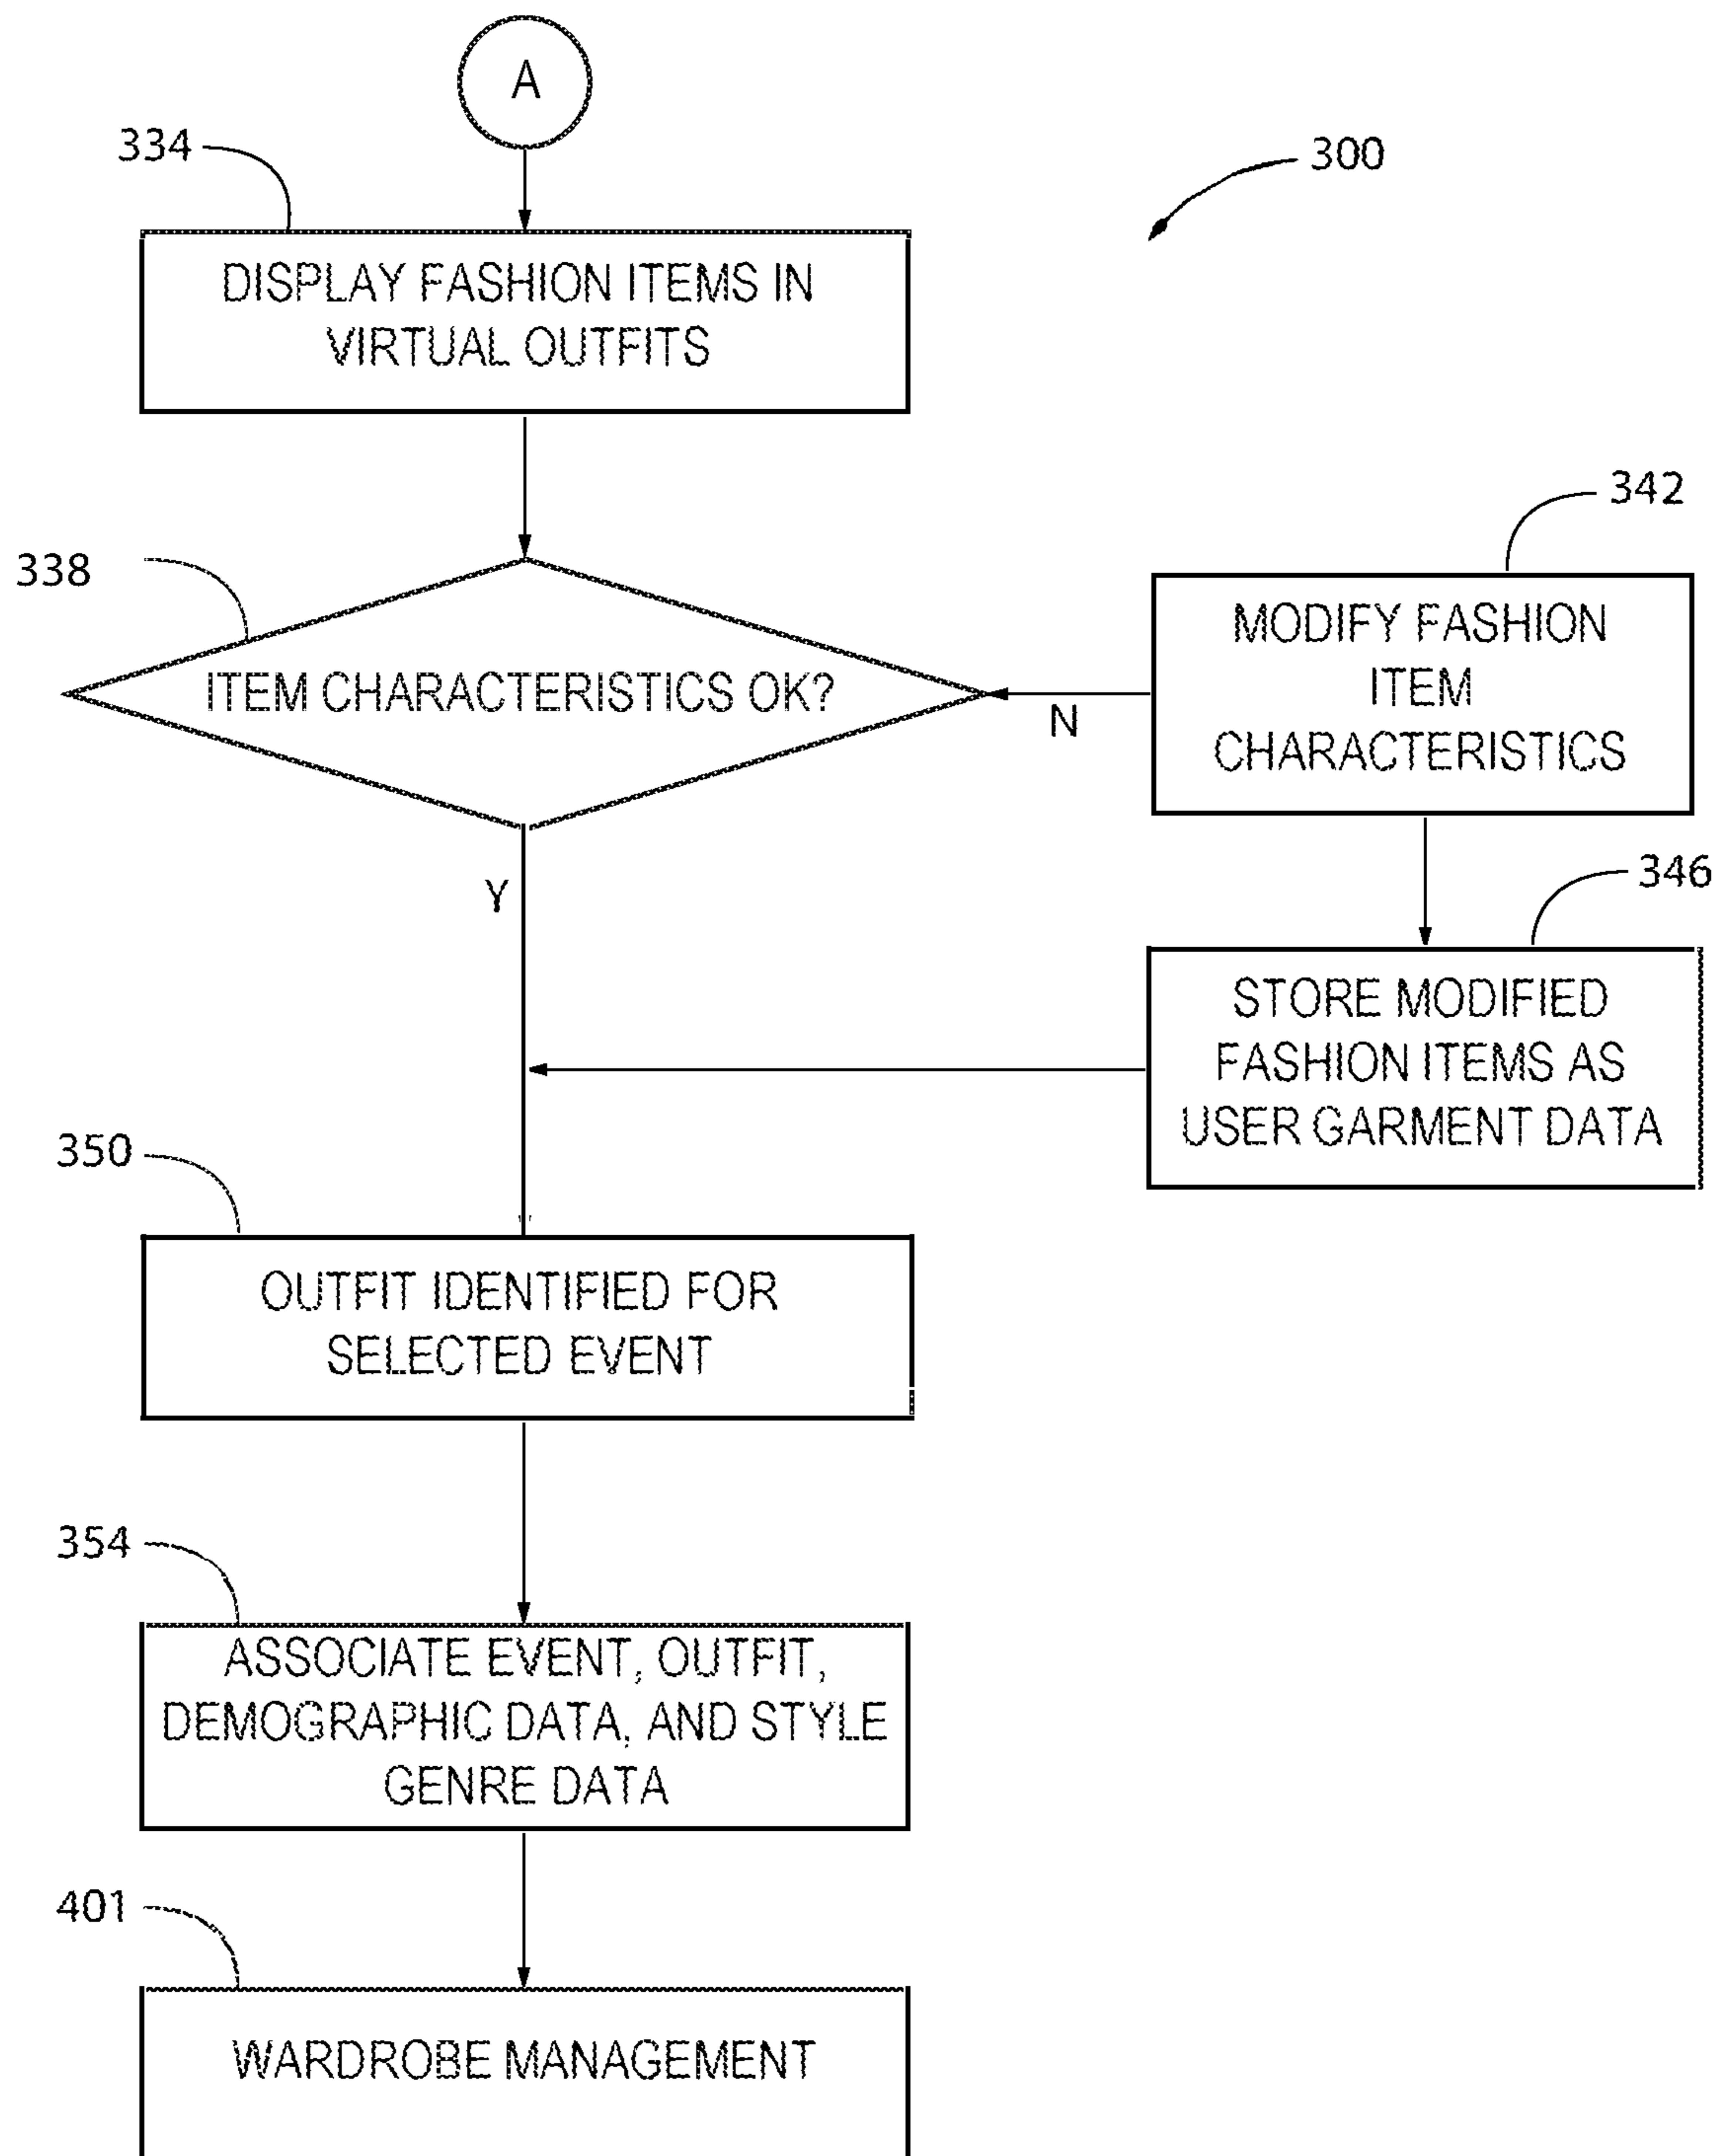 A
334
300
DISPLAY FASHION ITEMS IN
VIRTUAL OUTFITS
342
338
ITEM CHARACTERISTICS OK?
MODIFY FASHION
ITEM
CHARACTERISTICS
N
Y
346
STORE MODIFIED
FASHION ITEMS AS
USER GARMENT DATA
350
OUTFIT IDENTIFIED FOR
SELECTED EVENT
354
ASSOCIATE EVENT, OUTFIT,
DEMOGRAPHIC DATA, AND STYLE
GENRE DATA
401
WARDROBE MANAGEMENT